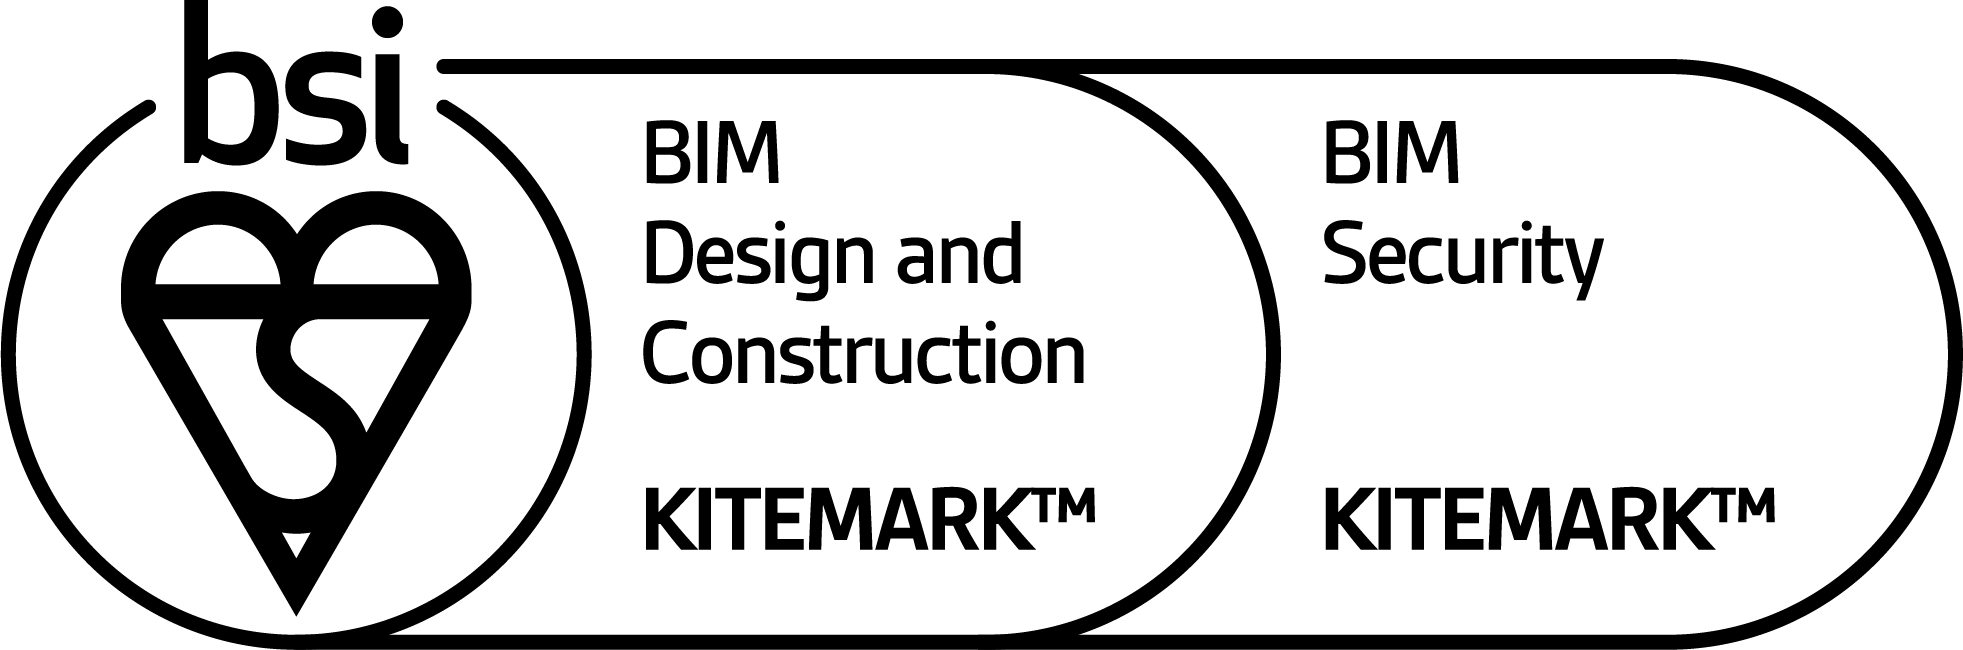 bsi
BIM
Design and
Construction
KITEMARK™
BIM
Security
KITEMARK™